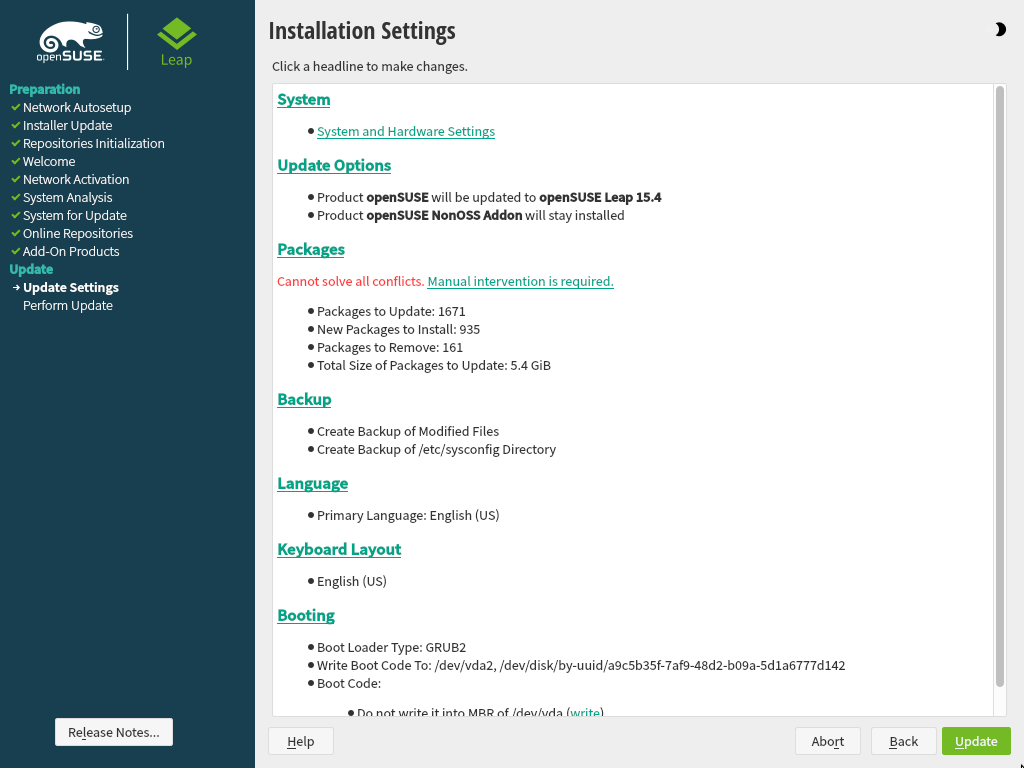 openSUSE
Leap
Preparation
Network Autosetup
Installer Update
Repositories Initialization
Welcome
Network Activation
System Analysis
System for Update
Online Repositories
Add-On Products
Update
Update Settings
Perform Update
Release Notes...
Installation Settings
Click a headline to make changes.
System
System and Hardware Settings
Update Options
Product openSUSE will be updated to openSUSE Leap 15.4
Product openSUSE NonOSS Addon will stay installed
Packages
Cannot solve all conflicts. Manual intervention is required.
Packages to Update: 1671
New Packages to Install: 935
Packages to Remove: 161
Total Size of Packages to Update: 5.4 GiB
Backup
Create Backup of Modified Files
Create Backup of /etc/sysconfig Directory
Language
Primary Language: English (US)
Keyboard Layout
English (US)
Booting
Boot Loader Type: GRUB2
Write Boot Code To: /dev/vda2, /dev/disk/by-uuid/a9c5b35f-7af9-48d2-b09a-5d1a6777d142
Boot Code:
Do not write it into MBR of /dev/vda (write)
Help
Abort
Back
Update